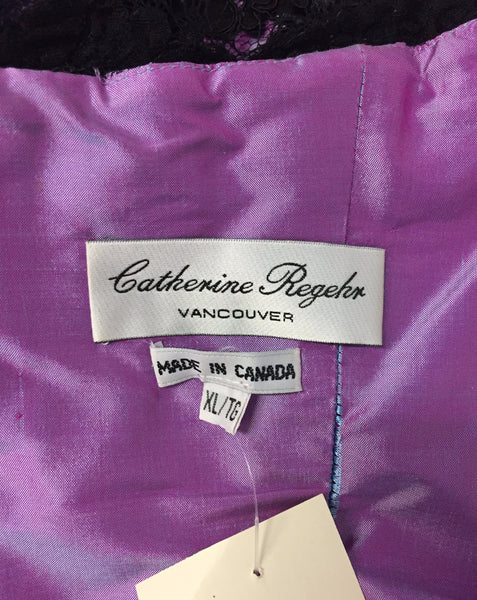 Catherine Regehr
VANCOUVER
MADE IN CANADA
XL/TG